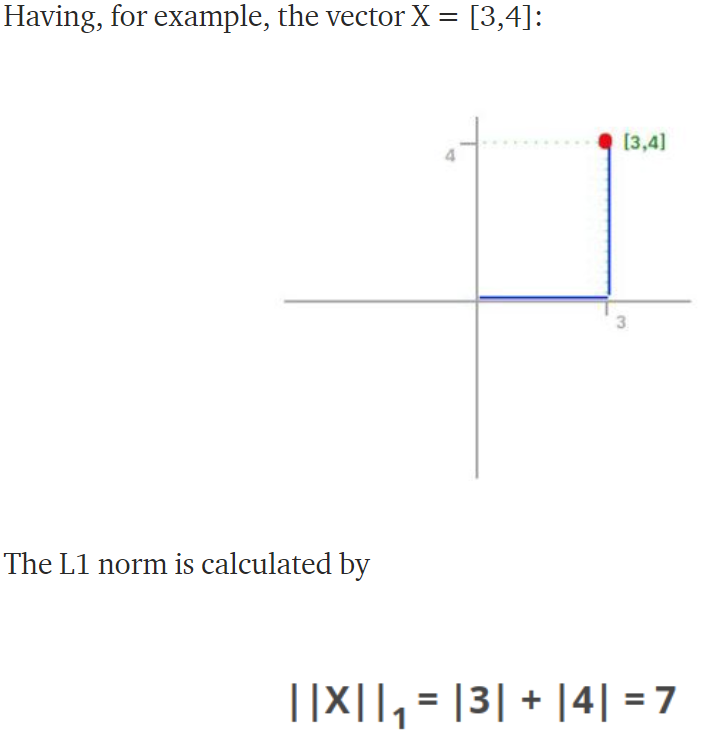 Having, for example, the vector X = [3,4]:
[3,4]
4
3
The L1 norm is calculated by
||X||₁ = |3| + |4| = 7